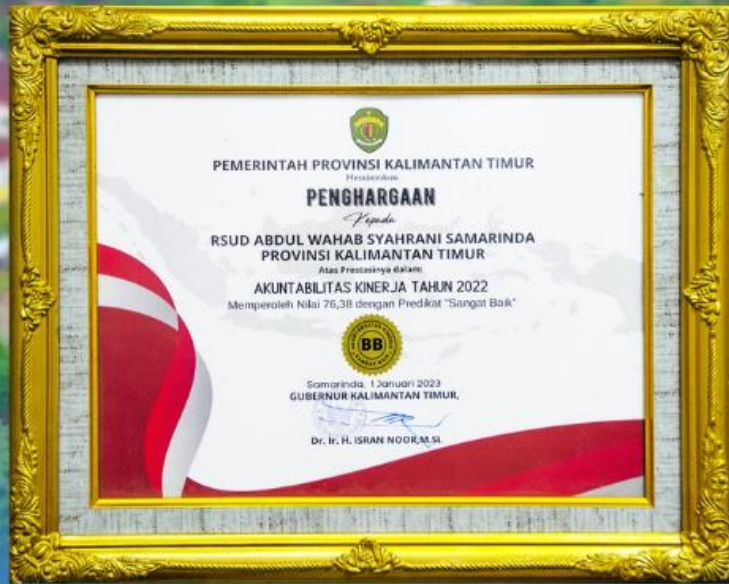 PEMERINTAH PROVINSI KALIMANTAN TIMUR
Memberikan
PENGHARGAAN
Kepada
RSUD ABDUL WAHAB SYAHRANI SAMARINDA
PROVINSI KALIMANTAN TIMUR
Atas Prestasinya dalam:
AKUNTABILITAS KINERJA TAHUN 2022
Memperoleh Nilai 76,38 dengan Predikat "Sangat Baik"
BB
Samarinda, 1 Januari 2023
GUBERNUR KALIMANTAN TIMUR,
Dr. Ir. H. ISRAN NOOR,M.Si.